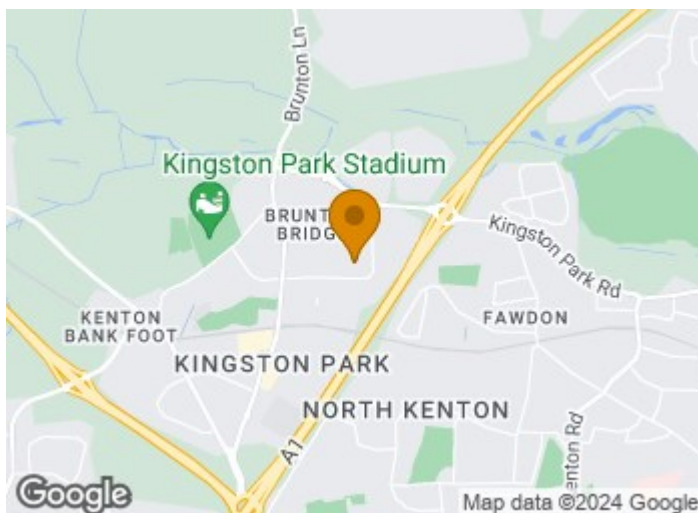 Brunton Ln
Kingston Park Stadium
BRUNT
BRIDG
Kingston Park Rd
KENTON
BANK FOOT
FAWDON
KINGSTON PARK
NORTH KENTON
A1
enton Rd
Google
Map data ©2024 Google